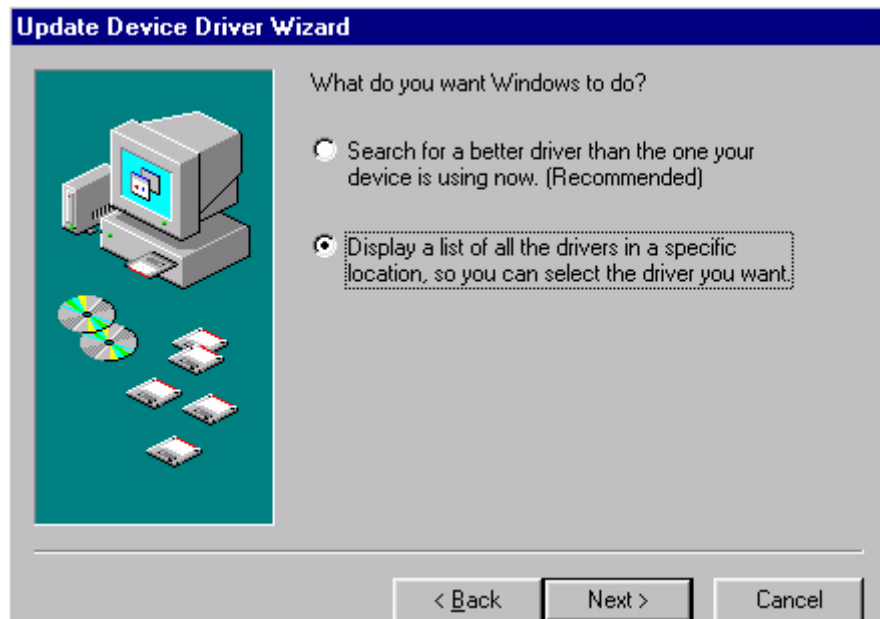 Update Device Driver Wizard
What do you want Windows to do?
Search for a better driver than the one your
device is using now. (Recommended)
Display a list of all the drivers in a specific
location, so you can select the driver you want.
< Back
Next >
Cancel